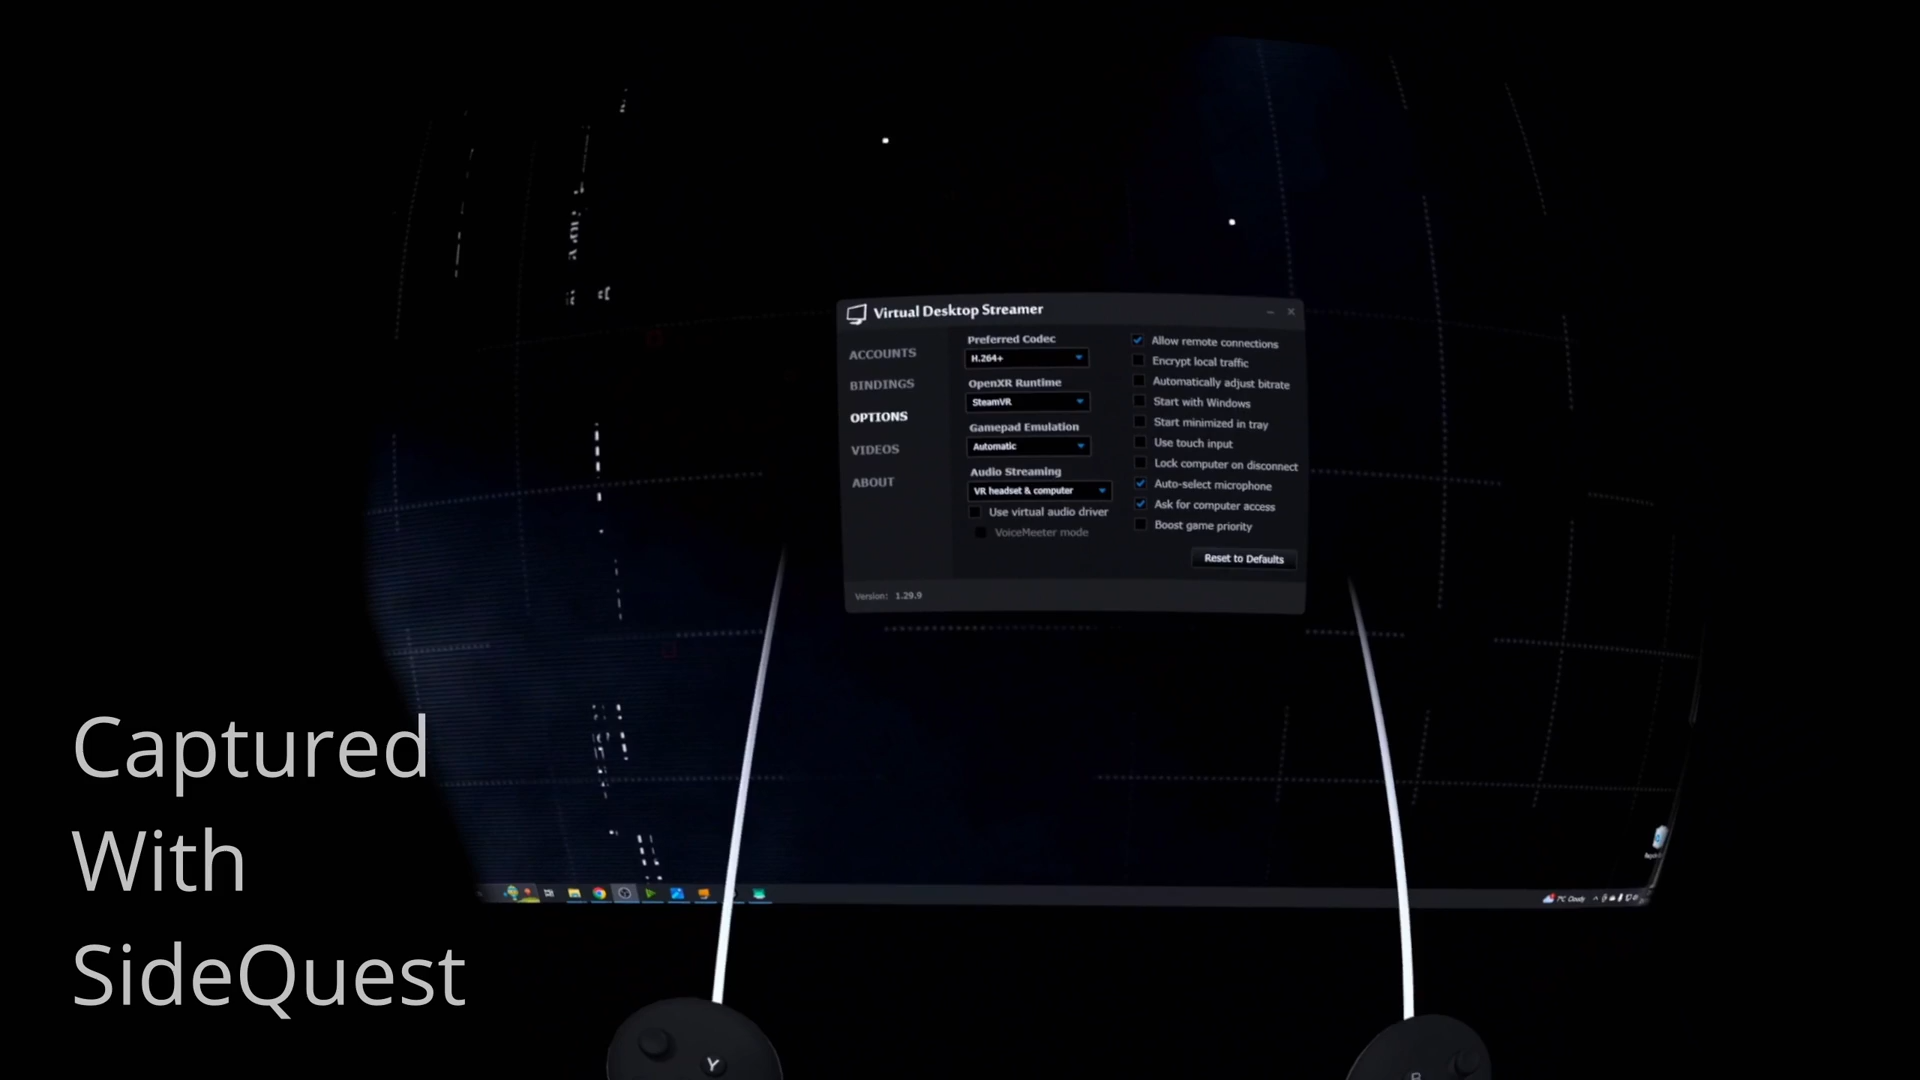 Virtual Desktop Streamer
ACCOUNTS
BINDINGS
OPTIONS
VIDEOS
ABOUT
Preferred Codec
H.264+
OpenXR Runtime
SteamVR
Gamepad Emulation
Automatic
Audio Streaming
VR headset & computer
Use virtual audio driver
VoiceMeeter mode
Allow remote connections
Encrypt local traffic
Automatically adjust bitrate
Start with Windows
Start minimized in tray
Use touch input
Lock computer on disconnect
Auto-select microphone
Ask for computer access
Boost game priority
Reset to Defaults
Version: 1.29.9
7°C Cloudy
Captured
With
SideQuest
Y